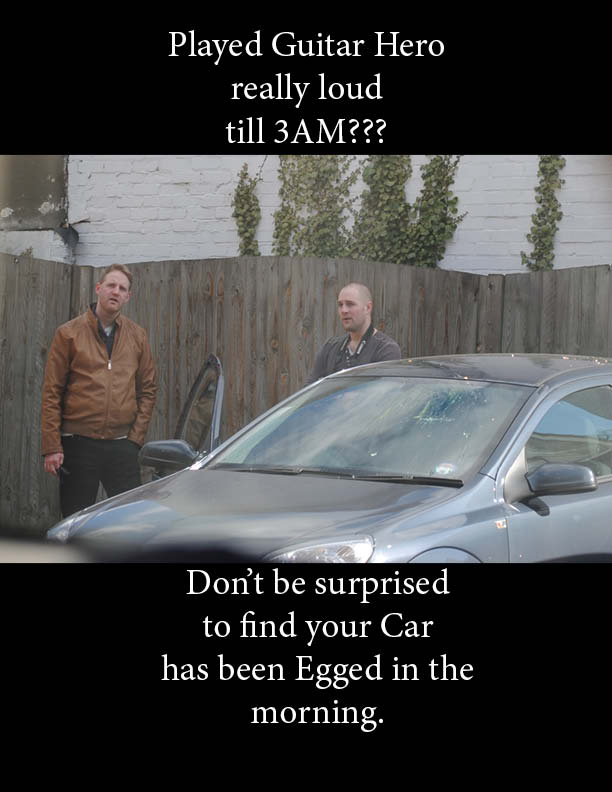 Played Guitar Hero
really loud
till 3AM???
Don't be surprised
to find your Car
has been Egged in the
morning.